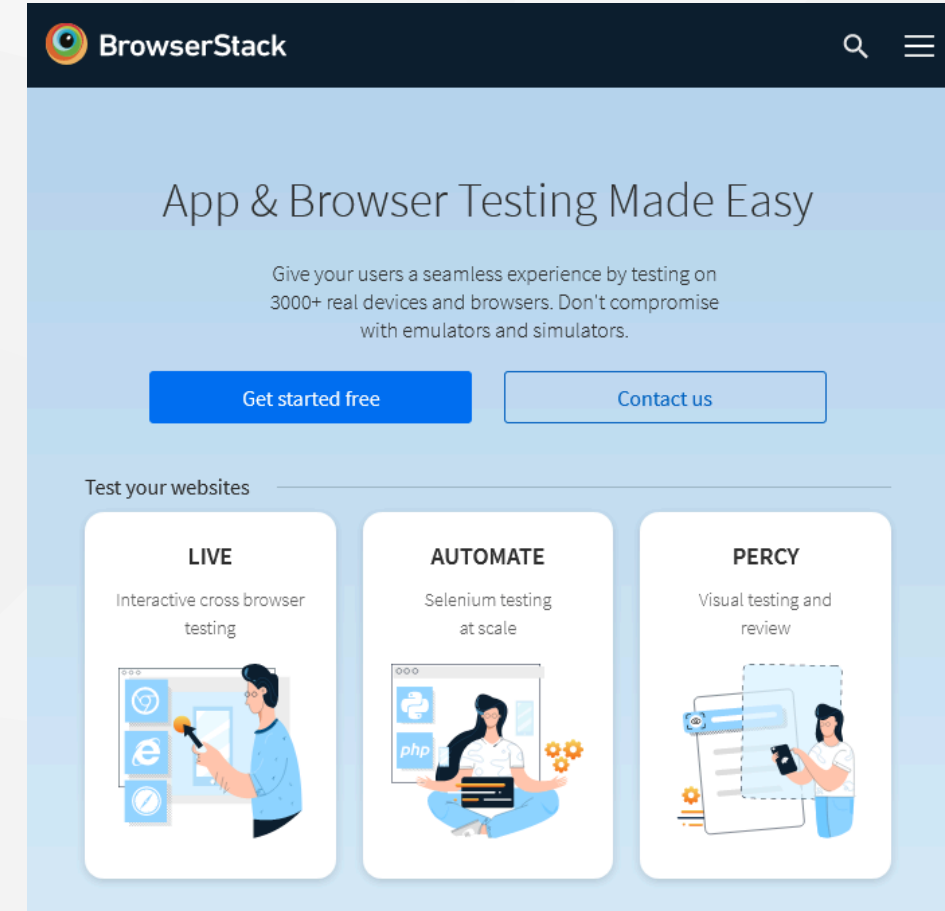 BrowserStack
App & Browser Testing Made Easy
Give your users a seamless experience by testing on
3000+ real devices and browsers. Don't compromise
with emulators and simulators.
Get started free
Contact us
Test your websites
LIVE
Interactive cross browser
testing
AUTOMATE
Selenium testing
at scale
php
PERCY
Visual testing and
review